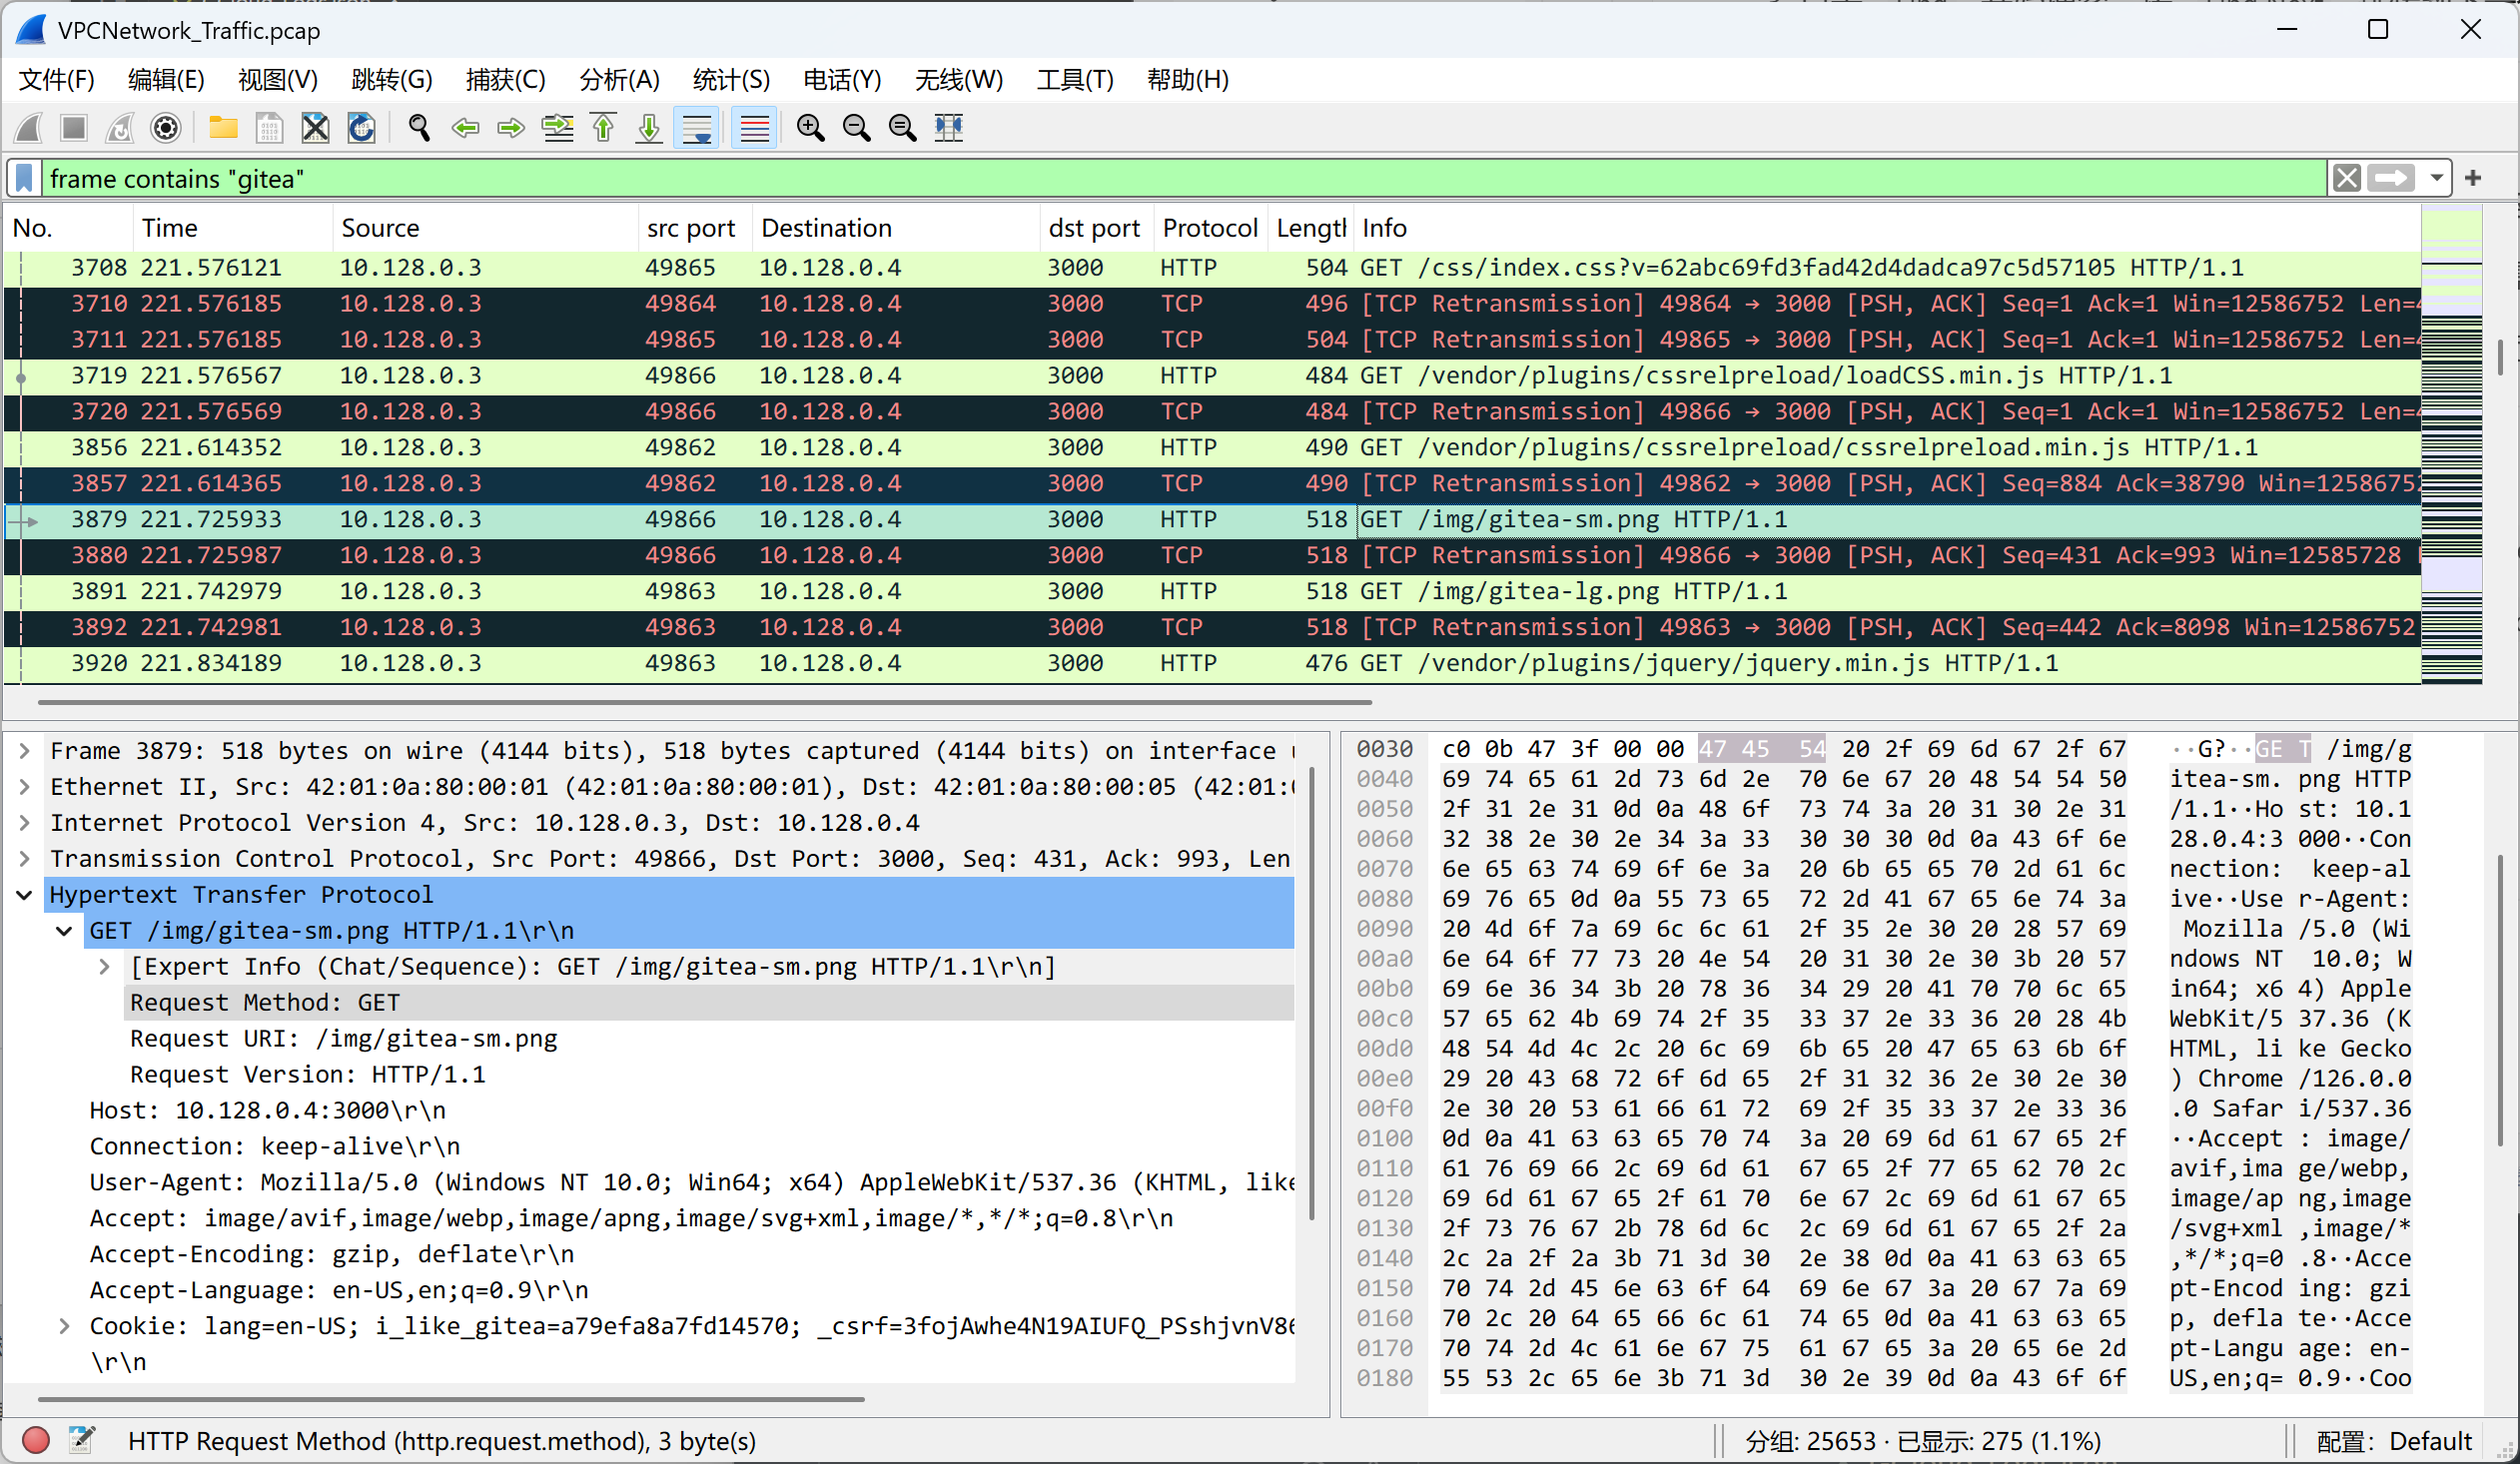 VPCNetwork_Traffic.pcap
文件(F) 编辑(E) 视图(V) 跳转(G) 捕获(C) 分析(A) 统计(S) 电话(Y) 无线(W) 工具(T) 帮助(H)
frame contains "gitea"
No. Time Source src port Destination dst port Protocol Length Info
3708 221.576121 10.128.0.3 49865 10.128.0.4 3000 HTTP 504 GET /css/index.css?v=62abc69fd3fad42d4dadca97c5d57105 HTTP/1.1
3710 221.576185 10.128.0.3 49864 10.128.0.4 3000 TCP 496 [TCP Retransmission] 49864 → 3000 [PSH, ACK] Seq=1 Ack=1 Win=12586752 Len=4
3711 221.576185 10.128.0.3 49865 10.128.0.4 3000 TCP 504 [TCP Retransmission] 49865 → 3000 [PSH, ACK] Seq=1 Ack=1 Win=12586752 Len=4
3719 221.576567 10.128.0.3 49866 10.128.0.4 3000 HTTP 484 GET /vendor/plugins/cssrelpreload/loadCSS.min.js HTTP/1.1
3720 221.576569 10.128.0.3 49866 10.128.0.4 3000 TCP 484 [TCP Retransmission] 49866 → 3000 [PSH, ACK] Seq=1 Ack=1 Win=12586752 Len=4
3856 221.614352 10.128.0.3 49862 10.128.0.4 3000 HTTP 490 GET /vendor/plugins/cssrelpreload/cssrelpreload.min.js HTTP/1.1
3857 221.614365 10.128.0.3 49862 10.128.0.4 3000 TCP 490 [TCP Retransmission] 49862 → 3000 [PSH, ACK] Seq=884 Ack=38790 Win=12586752
3879 221.725933 10.128.0.3 49866 10.128.0.4 3000 HTTP 518 GET /img/gitea-sm.png HTTP/1.1
3880 221.725987 10.128.0.3 49866 10.128.0.4 3000 TCP 518 [TCP Retransmission] 49866 → 3000 [PSH, ACK] Seq=431 Ack=993 Win=12585728
3891 221.742979 10.128.0.3 49863 10.128.0.4 3000 HTTP 518 GET /img/gitea-lg.png HTTP/1.1
3892 221.742981 10.128.0.3 49863 10.128.0.4 3000 TCP 518 [TCP Retransmission] 49863 → 3000 [PSH, ACK] Seq=442 Ack=8098 Win=12586752
3920 221.834189 10.128.0.3 49863 10.128.0.4 3000 HTTP 476 GET /vendor/plugins/jquery/jquery.min.js HTTP/1.1
Frame 3879: 518 bytes on wire (4144 bits), 518 bytes captured (4144 bits) on interface
Ethernet II, Src: 42:01:0a:80:00:01 (42:01:0a:80:00:01), Dst: 42:01:0a:80:00:05 (42:01:
Internet Protocol Version 4, Src: 10.128.0.3, Dst: 10.128.0.4
Transmission Control Protocol, Src Port: 49866, Dst Port: 3000, Seq: 431, Ack: 993, Len
Hypertext Transfer Protocol
GET /img/gitea-sm.png HTTP/1.1\r\n
[Expert Info (Chat/Sequence): GET /img/gitea-sm.png HTTP/1.1\r\n]
Request Method: GET
Request URI: /img/gitea-sm.png
Request Version: HTTP/1.1
Host: 10.128.0.4:3000\r\n
Connection: keep-alive\r\n
User-Agent: Mozilla/5.0 (Windows NT 10.0; Win64; x64) AppleWebKit/537.36 (KHTML, like
Accept: image/avif,image/webp,image/apng,image/svg+xml,image/*,*/*;q=0.8\r\n
Accept-Encoding: gzip, deflate\r\n
Accept-Language: en-US,en;q=0.9\r\n
Cookie: lang=en-US; i_like_gitea=a79efa8a7fd14570; _csrf=3fojAwhe4N19AIUFQ_PSshjvnV86
\r\n
0030 c0 0b 47 3f 00 00 47 45 54 20 2f 69 6d 67 2f 67 ··G?··GE T /img/g
0040 69 74 65 61 2d 73 6d 2e 70 6e 67 20 48 54 54 50 itea-sm. png HTTP
0050 2f 31 2e 31 0d 0a 48 6f 73 74 3a 20 31 30 2e 31 /1.1··Ho st: 10.1
0060 32 38 2e 30 2e 34 3a 33 30 30 30 0d 0a 43 6f 6e 28.0.4:3 000··Con
0070 6e 65 63 74 69 6f 6e 3a 20 6b 65 65 70 2d 61 6c nection: keep-al
0080 69 76 65 0d 0a 55 73 65 72 2d 41 67 65 6e 74 3a ive··Use r-Agent:
0090 20 4d 6f 7a 69 6c 6c 61 2f 35 2e 30 20 28 57 69 Mozilla /5.0 (Wi
00a0 6e 64 6f 77 73 20 4e 54 20 31 30 2e 30 3b 20 57 ndows NT 10.0; W
00b0 69 6e 36 34 3b 20 78 36 34 29 20 41 70 70 6c 65 in64; x6 4) Apple
00c0 57 65 62 4b 69 74 2f 35 33 37 2e 33 36 20 28 4b WebKit/5 37.36 (K
00d0 48 54 4d 4c 2c 20 6c 69 6b 65 20 47 65 63 6b 6f HTML, li ke Gecko
00e0 29 20 43 68 72 6f 6d 65 2f 31 32 36 2e 30 2e 30 ) Chrome /126.0.0
00f0 2e 30 20 53 61 66 61 72 69 2f 35 33 37 2e 33 36 .0 Safar i/537.36
0100 0d 0a 41 63 63 65 70 74 3a 20 69 6d 61 67 65 2f ··Accept : image/
0110 61 76 69 66 2c 69 6d 61 67 65 2f 77 65 62 70 2c avif,ima ge/webp,
0120 69 6d 61 67 65 2f 61 70 6e 67 2c 69 6d 61 67 65 image/ap ng,image
0130 2f 73 76 67 2b 78 6d 6c 2c 69 6d 61 67 65 2f 2a /svg+xml ,image/*
0140 2c 2a 2f 2a 3b 71 3d 30 2e 38 0d 0a 41 63 63 65 ,*/*;q=0 .8··Acce
0150 70 74 2d 45 6e 63 6f 64 69 6e 67 3a 20 67 7a 69 pt-Encod ing: gzi
0160 70 2c 20 64 65 66 6c 61 74 65 0d 0a 41 63 63 65 p, defla te··Acce
0170 70 74 2d 4c 61 6e 67 75 61 67 65 3a 20 65 6e 2d pt-Langu age: en-
0180 55 53 2c 65 6e 3b 71 3d 30 2e 39 0d 0a 43 6f 6f US,en;q= 0.9··Coo
HTTP Request Method (http.request.method), 3 byte(s)
分组: 25653 · 已显示: 275 (1.1%)
配置: Default